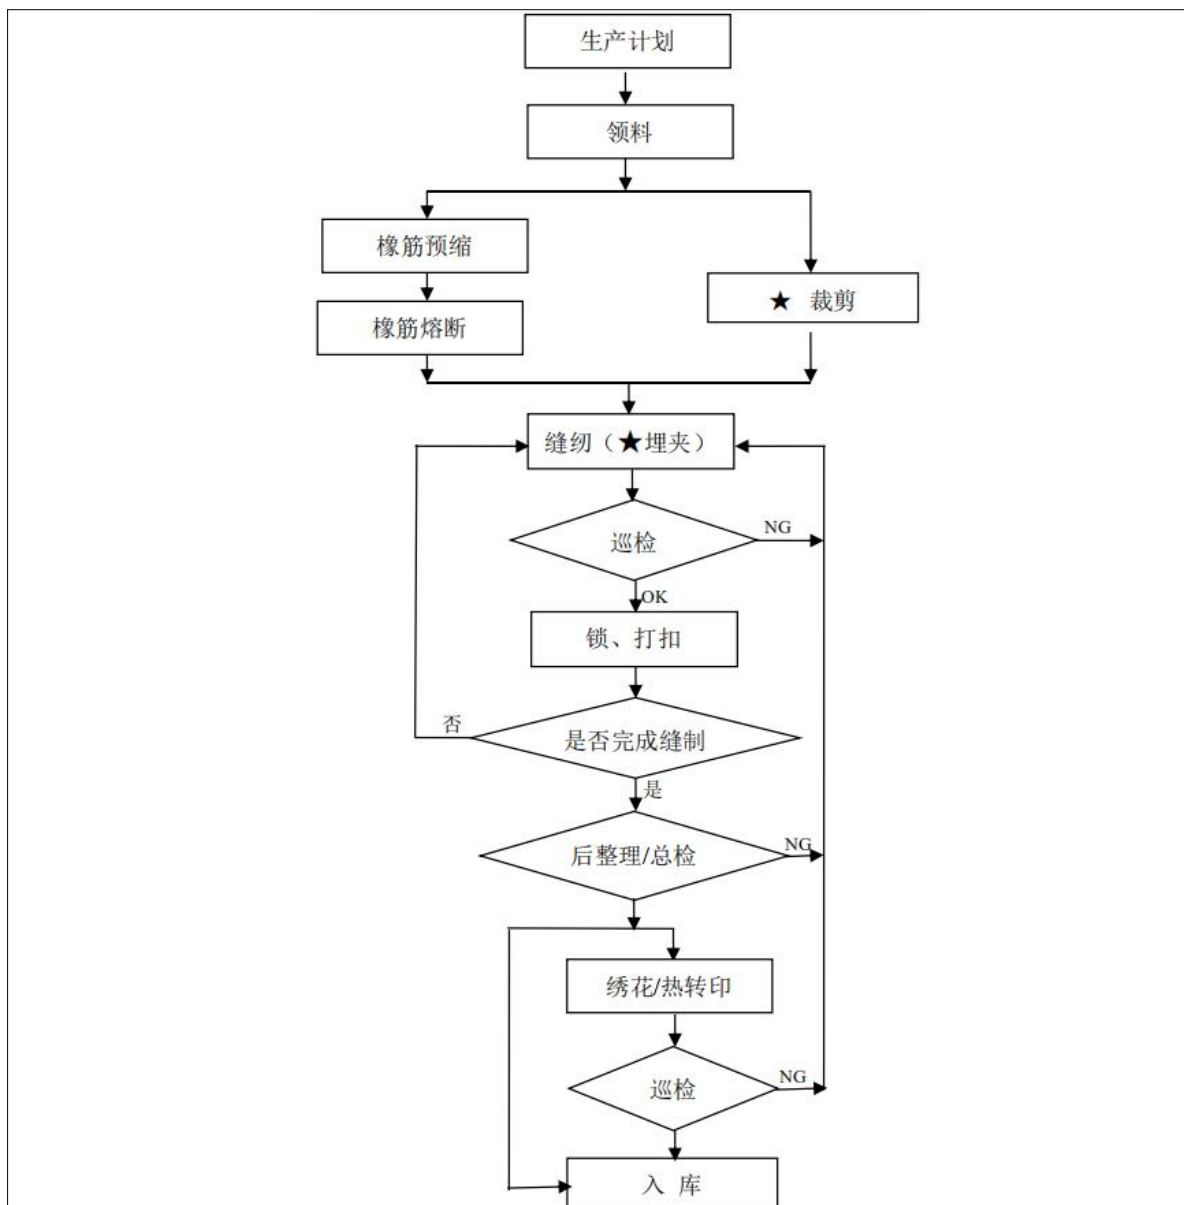 生产计划
领料
橡筋预缩
★ 裁剪
橡筋熔断
缝纫（★埋夹）
巡检
NG
OK
锁、打扣
否
是否完成缝制
是
后整理/总检
NG
绣花/热转印
巡检
NG
入 库